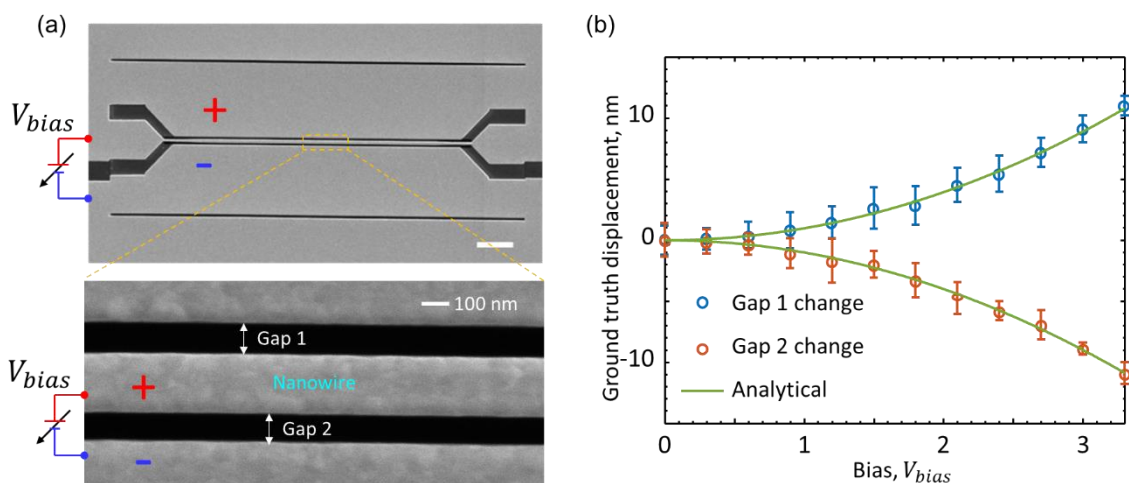 (a)
V_bias
+
-
100 nm
Gap 1
V_bias
+
Nanowire
Gap 2
-
(b)
Ground truth displacement, nm
10
0
-10
Gap 1 change
Gap 2 change
Analytical
0 1 2 3
Bias, V_bias